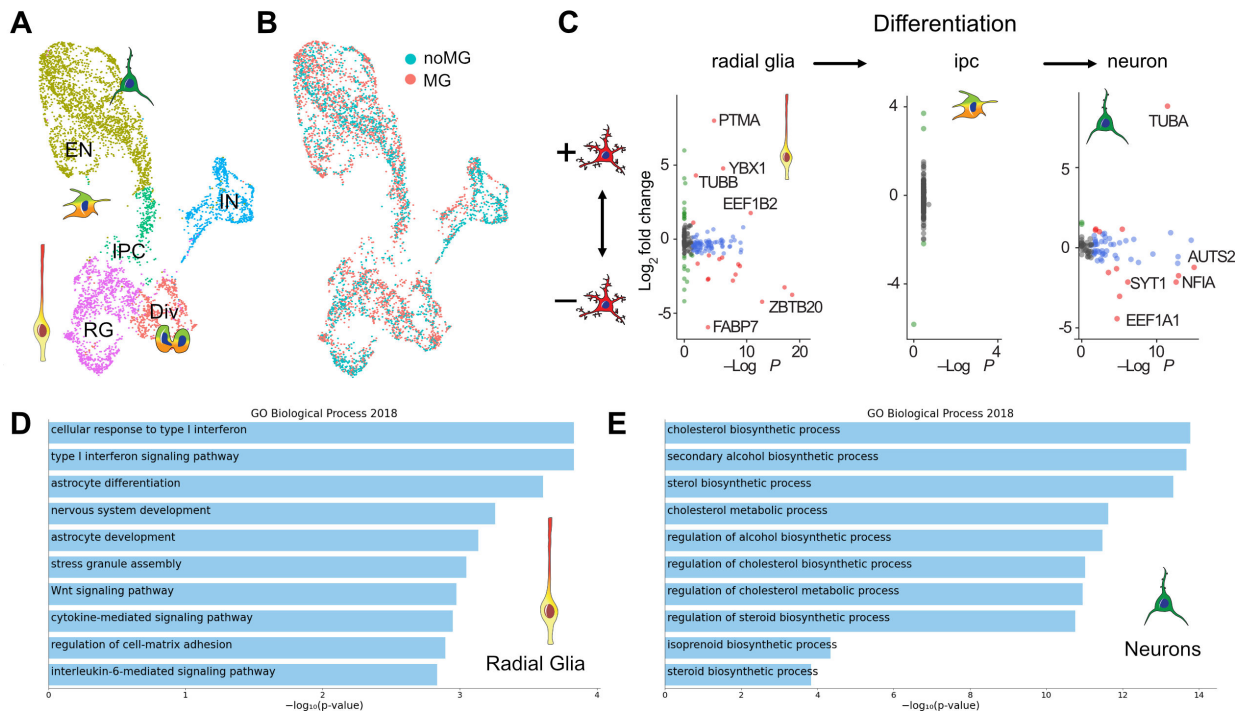 A
EN
IPC
IN
RG
Div
B
noMG
MG
C
Differentiation
radial glia
ipc
neuron
+
−
Log2 fold change
5
0
-5
PTMA
YBX1
TUBB
EEF1B2
ZBTB20
FABP7
0 10 20
–Log P
4
0
-4
0 4
–Log P
5
0
-5
TUBA
AUTS2
SYT1
NFIA
EEF1A1
0 10
–Log P
D
GO Biological Process 2018
cellular response to type I interferon
type I interferon signaling pathway
astrocyte differentiation
nervous system development
astrocyte development
stress granule assembly
Wnt signaling pathway
cytokine-mediated signaling pathway
regulation of cell-matrix adhesion
interleukin-6-mediated signaling pathway
Radial Glia
0 1 2 3 4
−log₁₀(p-value)
E
GO Biological Process 2018
cholesterol biosynthetic process
secondary alcohol biosynthetic process
sterol biosynthetic process
cholesterol metabolic process
regulation of alcohol biosynthetic process
regulation of cholesterol biosynthetic process
regulation of cholesterol metabolic process
regulation of steroid biosynthetic process
isoprenoid biosynthetic process
steroid biosynthetic process
Neurons
0 2 4 6 8 10 12 14
−log₁₀(p-value)